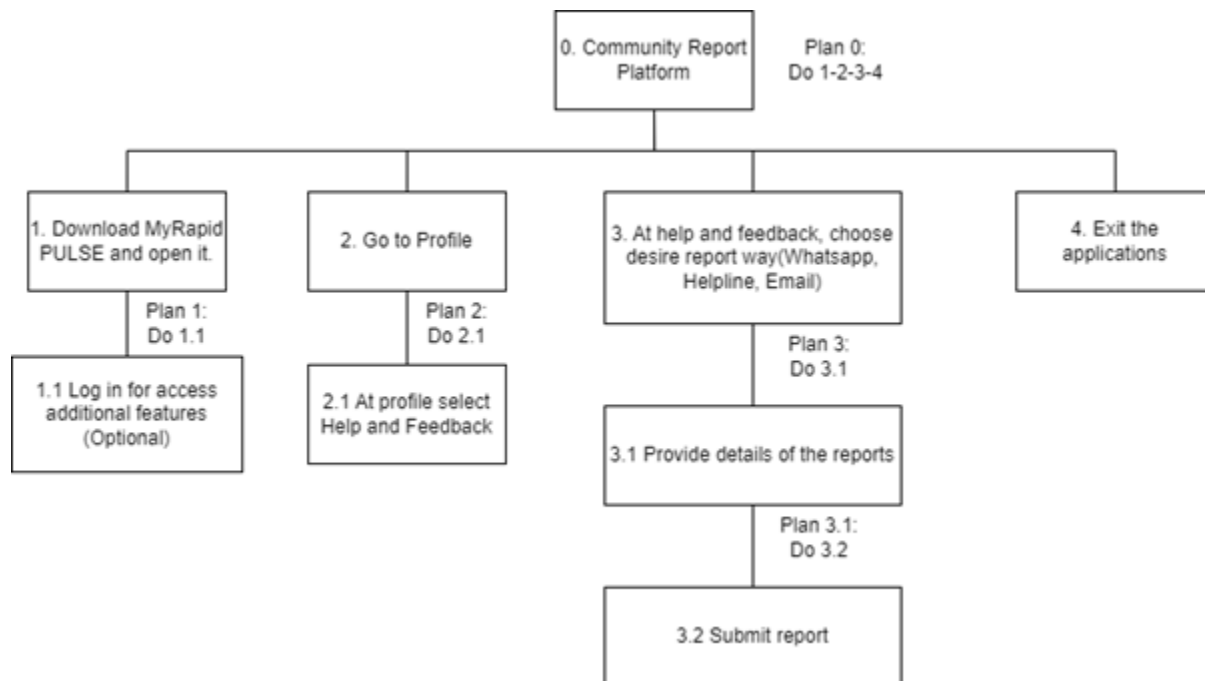 0. Community Report
Platform
Plan 0:
Do 1-2-3-4
1. Download MyRapid
PULSE and open it.
2. Go to Profile
3. At help and feedback, choose
desire report way(Whatsapp,
Helpline, Email)
4. Exit the
applications
Plan 1:
Do 1.1
Plan 2:
Do 2.1
Plan 3:
Do 3.1
1.1 Log in for access
additional features
(Optional)
2.1 At profile select
Help and Feedback
3.1 Provide details of the reports
Plan 3.1:
Do 3.2
3.2 Submit report